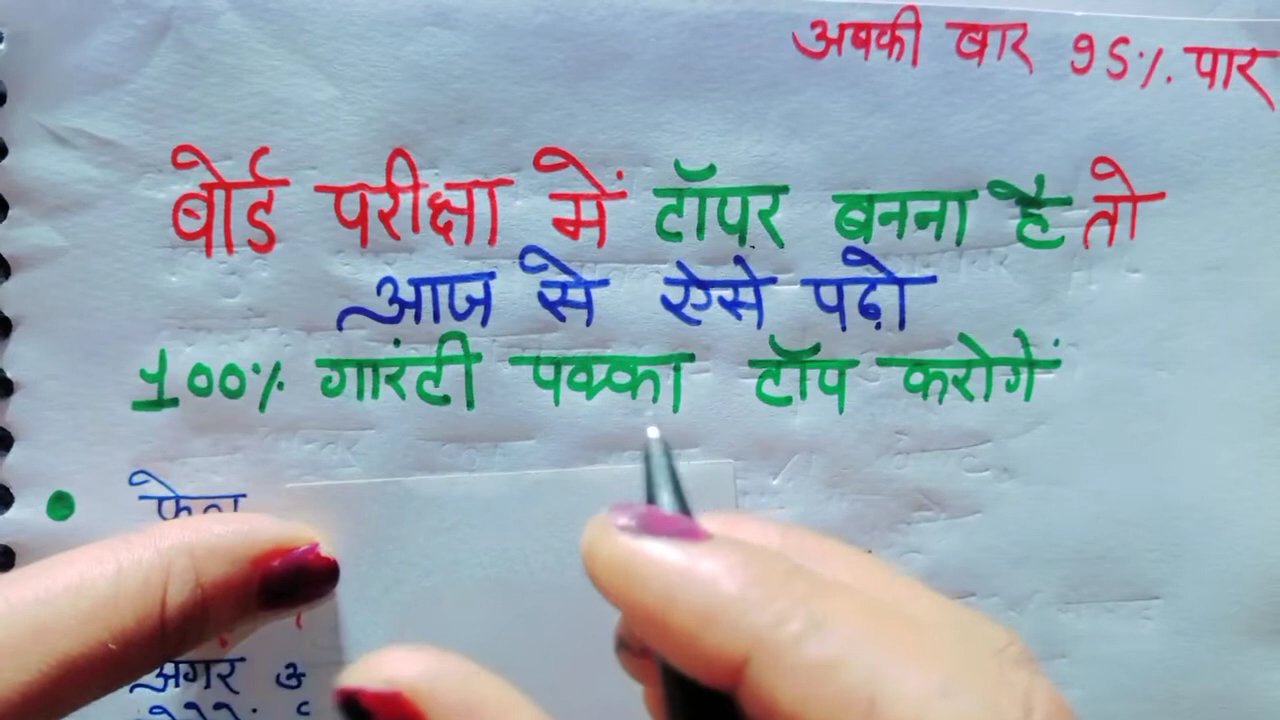 अबकी बार 95% पार
बोर्ड परीक्षा में टॉपर बनना है तो
आज से ऐसे पढ़ो
100% गारंटी पक्का टॉप करोगें
अगर